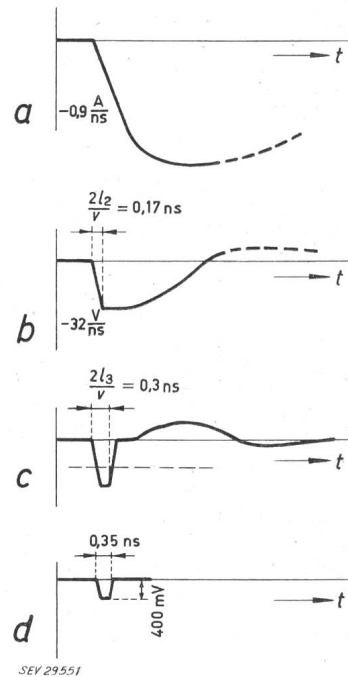 t
a
-0,9 A/ns
2l₂/v = 0,17 ns
t
b
-32 V/ns
2l₃/v = 0,3 ns
t
c
0,35 ns
400 mV
t
d
SEV 29551